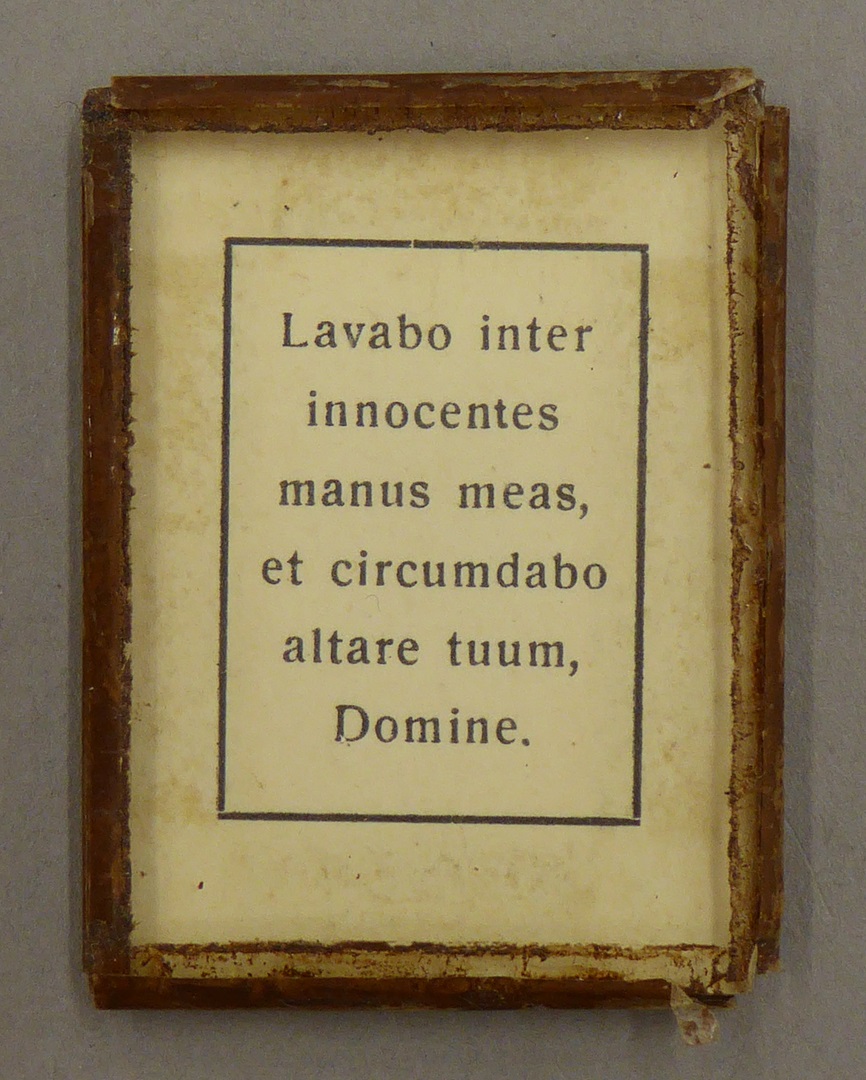 Lavabo inter
innocentes
manus meas,
et circumdabo
altare tuum,
Domine.